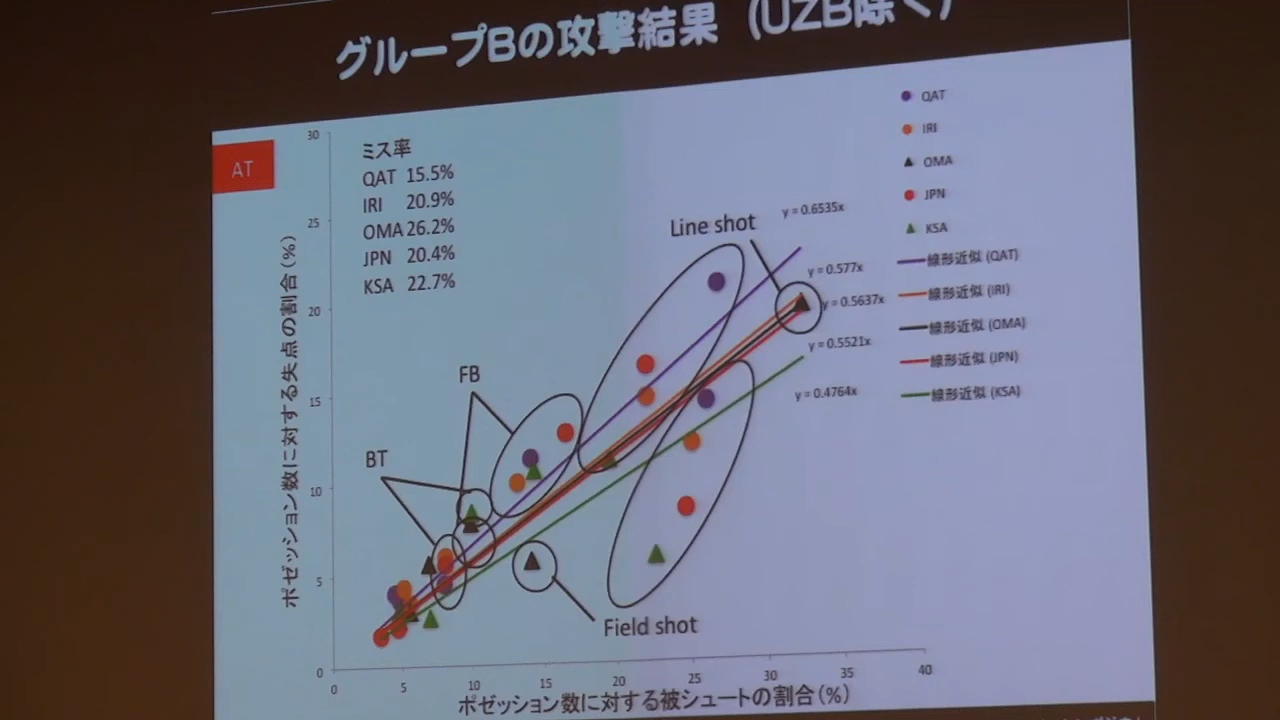 グループBの攻撃結果 (UZB除く)
AT
ミス率
QAT 15.5%
IRI 20.9%
OMA 26.2%
JPN 20.4%
KSA 22.7%
QAT
IRI
OMA
JPN
KSA
線形近似 (QAT)
線形近似 (IRI)
線形近似 (OMA)
線形近似 (JPN)
線形近似 (KSA)
Line shot
y = 0.6535x
y = 0.577x
y = 0.5637x
y = 0.5521x
y = 0.4764x
FB
BT
Field shot
ポゼッション数に対する失点の割合(%)
30
25
20
15
10
5
0
0 5 10 15 20 25 30 35 40
ポゼッション数に対する被シュートの割合(%)